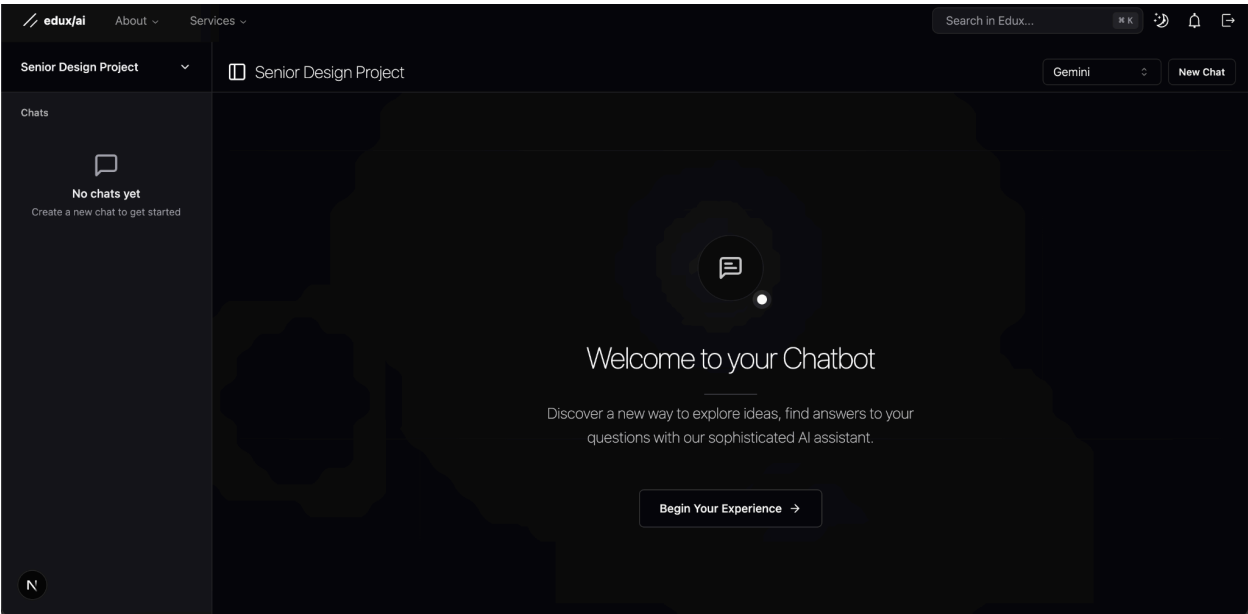 edux/ai About Services Search in Edux... ⌘ K
Senior Design Project
Senior Design Project Gemini New Chat
Chats
No chats yet
Create a new chat to get started
Welcome to your Chatbot
Discover a new way to explore ideas, find answers to your
questions with our sophisticated AI assistant.
Begin Your Experience →
N